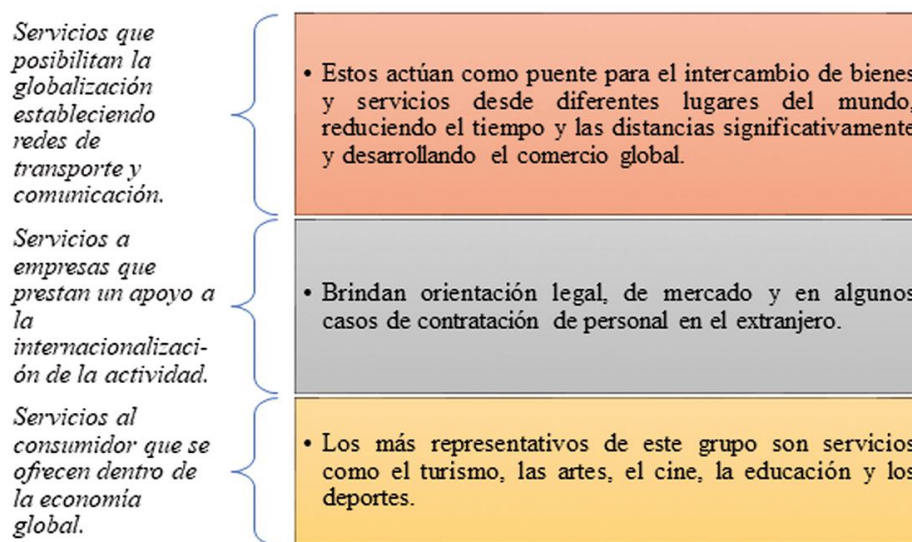 Servicios que
posibilitan la
globalización
estableciendo
redes de
transporte y
comunicación.
• Estos actúan como puente para el intercambio de bienes
y servicios desde diferentes lugares del mundo,
reduciendo el tiempo y las distancias significativamente
y desarrollando el comercio global.
Servicios a
empresas que
prestan un apoyo a
la
internacionalizaci-
ón de la actividad.
• Brindan orientación legal, de mercado y en algunos
casos de contratación de personal en el extranjero.
Servicios al
consumidor que se
ofrecen dentro de
la economía
global.
• Los más representativos de este grupo son servicios
como el turismo, las artes, el cine, la educación y los
deportes.